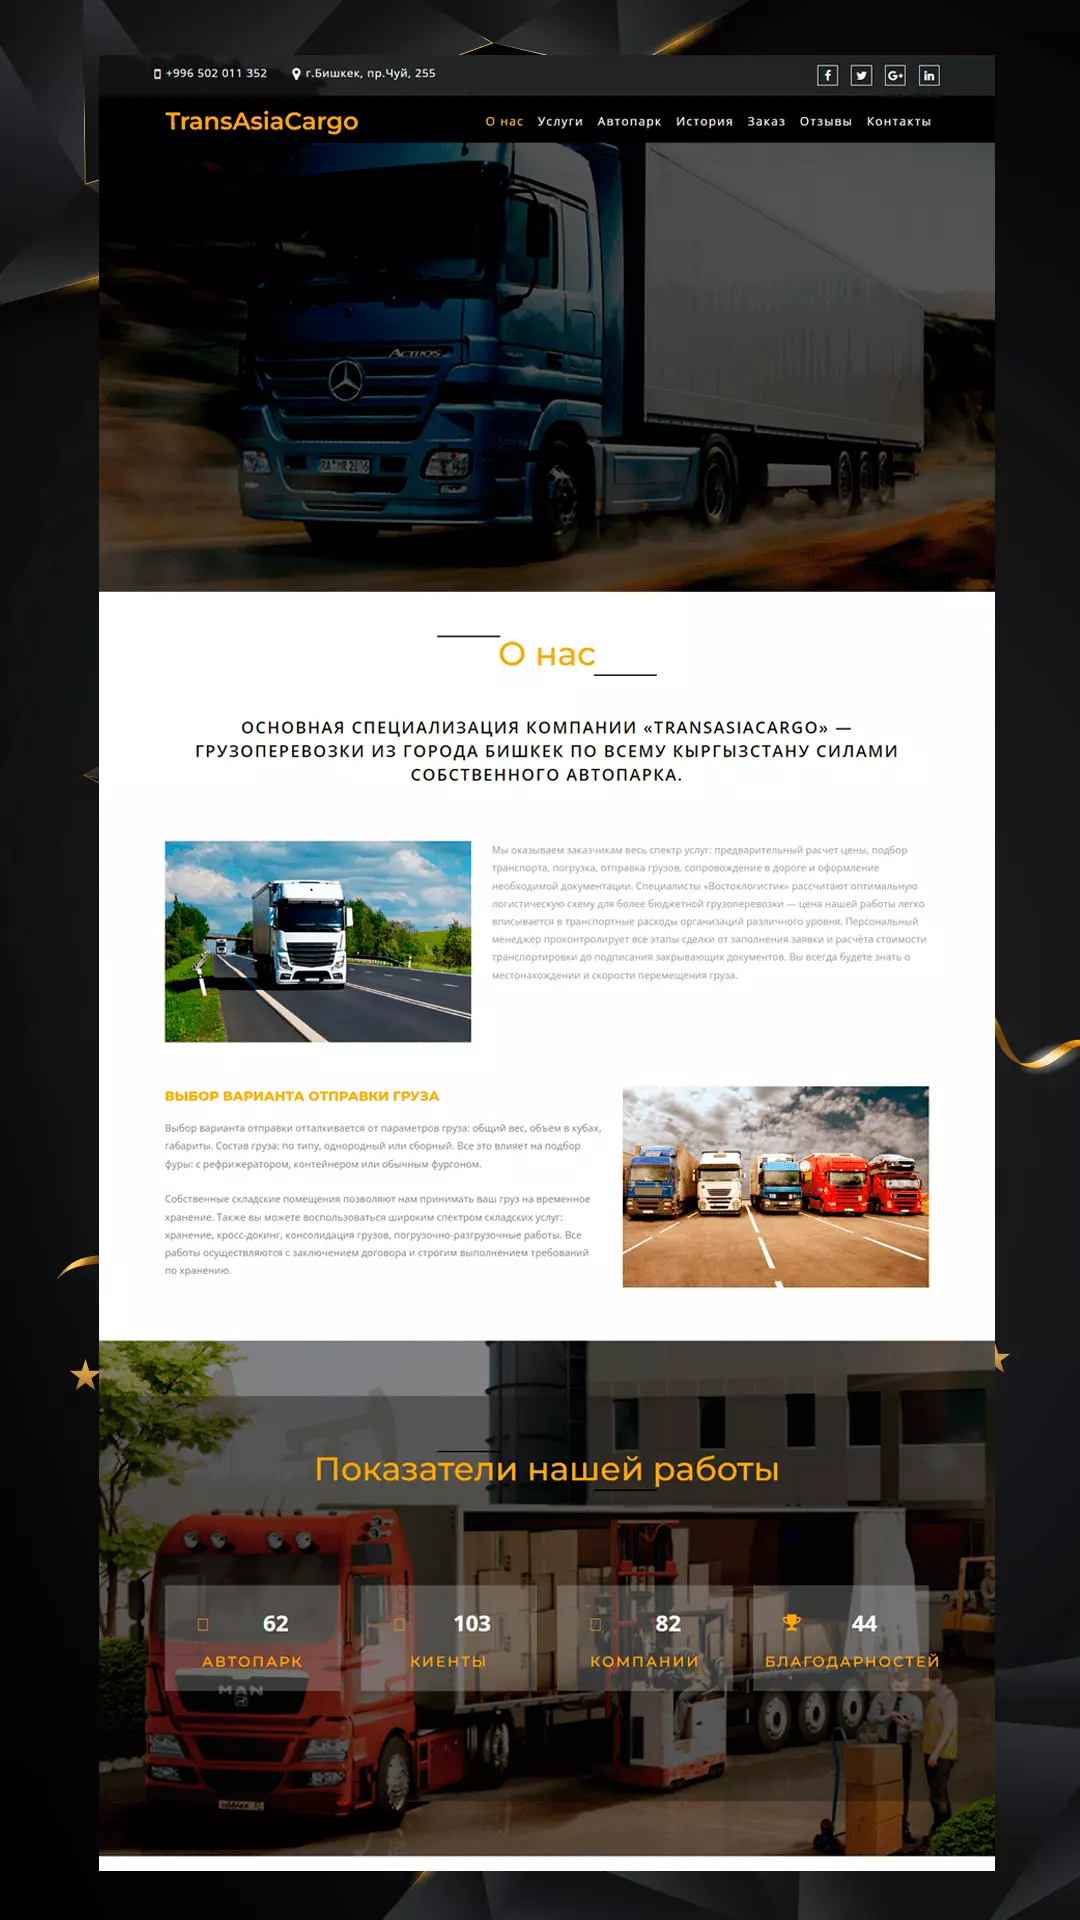 +996 502 011 352 г.Бишкек, пр.Чуй, 255
TransAsiaCargo
О нас Услуги Автопарк История Заказ Отзывы Контакты
ACTROS
RA HR 2816
О нас
ОСНОВНАЯ СПЕЦИАЛИЗАЦИЯ КОМПАНИИ «TRANSASIACARGO» —
ГРУЗОПЕРЕВОЗКИ ИЗ ГОРОДА БИШКЕК ПО ВСЕМУ КЫРГЫЗСТАНУ СИЛАМИ
СОБСТВЕННОГО АВТОПАРКА.
Мы оказываем заказчикам весь спектр услуг: предварительный расчет цены, подбор
транспорта, погрузка, отправка грузов, сопровождение в дороге и оформление
необходимой документации. Специалисты «Востоклогистик» рассчитают оптимальную
логистическую схему для более бюджетной грузоперевозки — цена нашей работы легко
вписывается в транспортные расходы организаций различного уровня. Персональный
менеджер проконтролирует все этапы сделки от заполнения заявки и расчёта стоимости
транспортировки до подписания закрывающих документов. Вы всегда будете знать о
местонахождении и скорости перемещения груза.
ВЫБОР ВАРИАНТА ОТПРАВКИ ГРУЗА
Выбор варианта отправки отталкивается от параметров груза: общий вес, объем в кубах,
габариты. Состав груза: по типу, однородный или сборный. Все это влияет на подбор
фуры: с рефрижератором, контейнером или обычным фургоном.
Собственные складские помещения позволяют нам принимать ваш груз на временное
хранение. Также вы можете воспользоваться широким спектром складских услуг:
хранение, кросс-докинг, консолидация грузов, погрузочно-разгрузочные работы. Все
работы осуществляются с заключением договора и строгим выполнением требований
по хранению.
Показатели нашей работы
62 103 82 44
АВТОПАРК КИЕНТЫ КОМПАНИИ БЛАГОДАРНОСТЕЙ
MAN